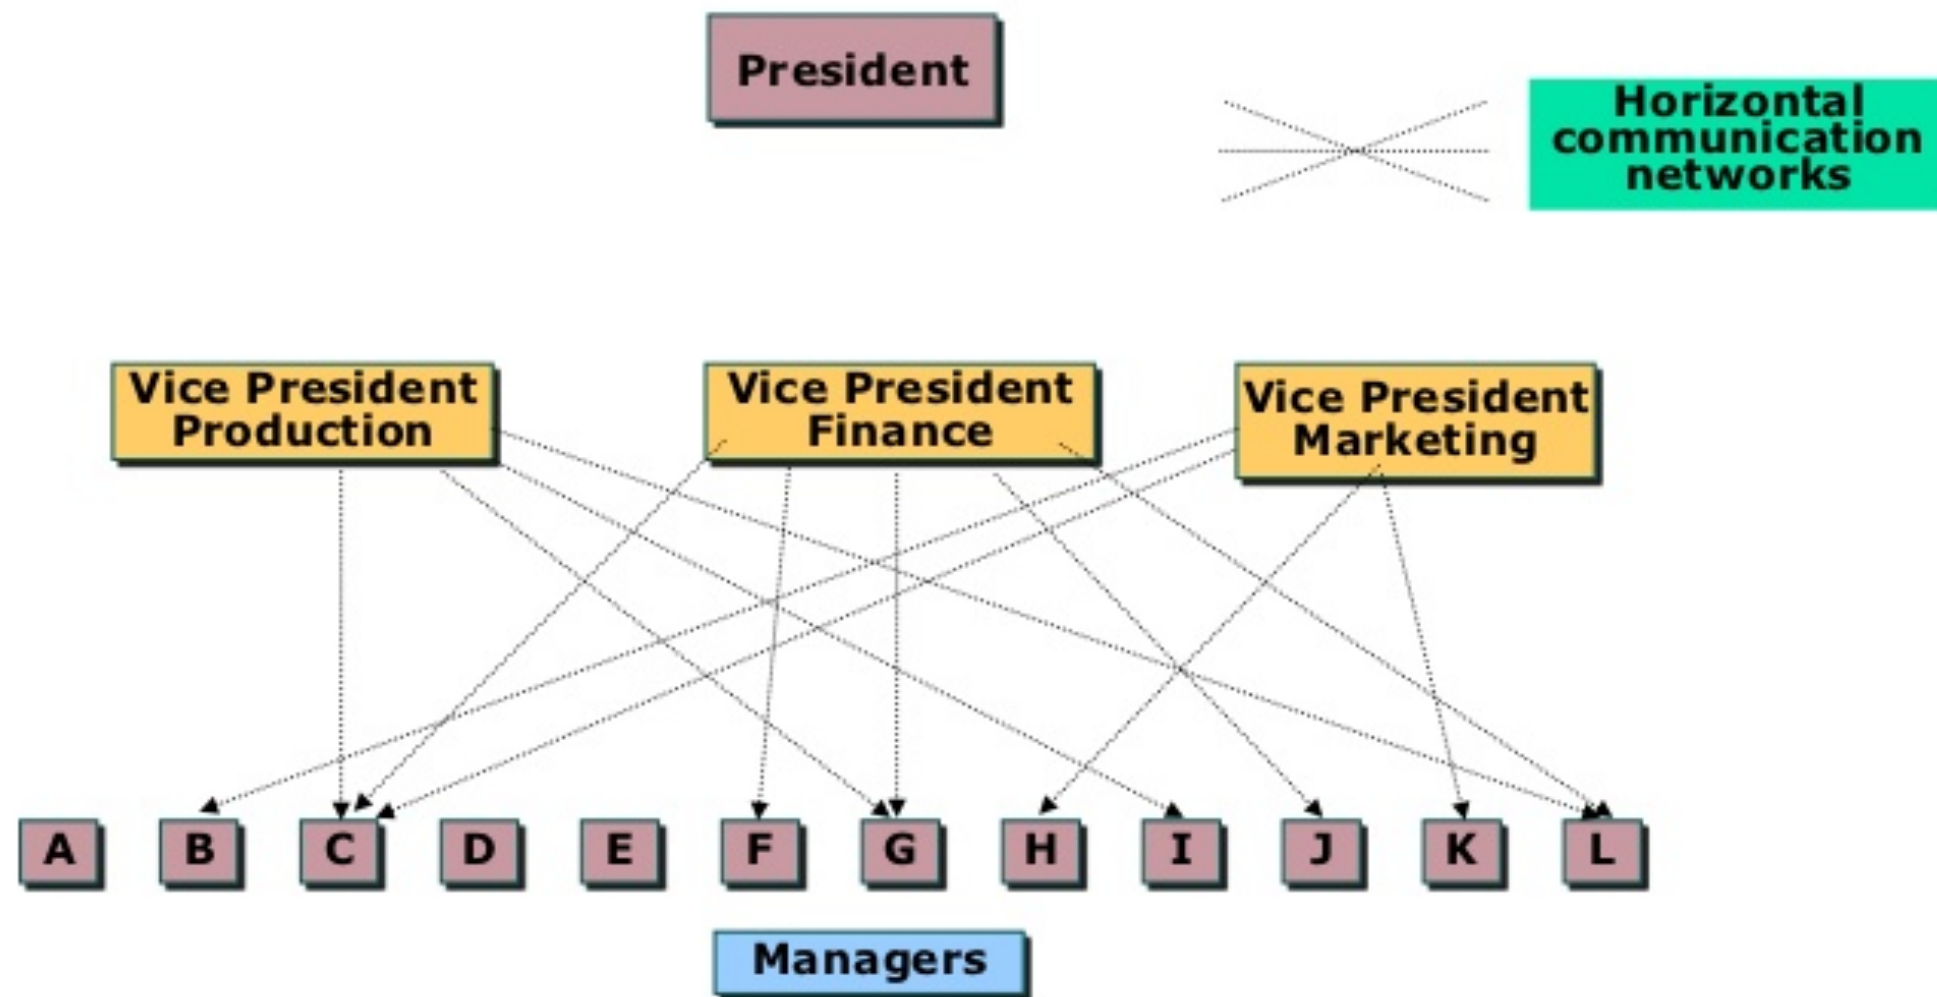 President
Horizontal
communication
networks
Vice President
Production
Vice President
Finance
Vice President
Marketing
A B C D E F G H I J K L
Managers